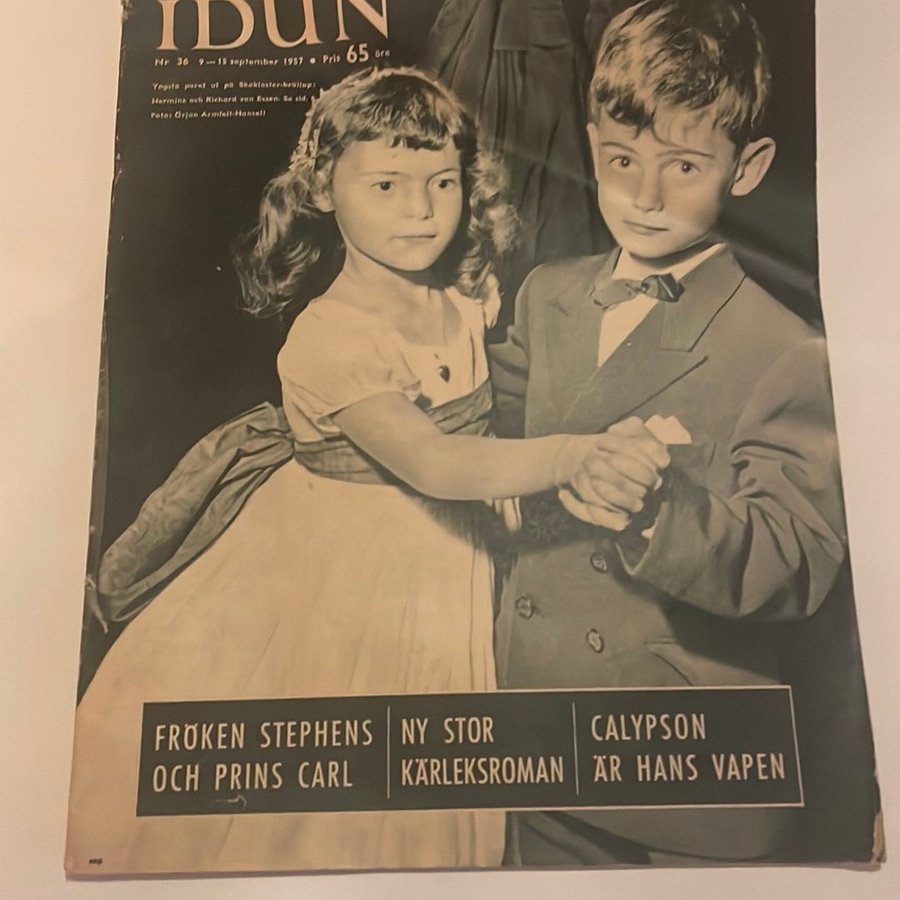 IDUN
Nr 36 9—15 september 1957 • Pris 65 öre
Yngsta paret ut på Skokloster-bröllop:
Hermine och Richard von Essen. Se sid.
Foto: Örjan Armfelt-Hansell
FRÖKEN STEPHENS
OCH PRINS CARL
NY STOR
KÄRLEKSROMAN
CALYPSON
ÄR HANS VAPEN